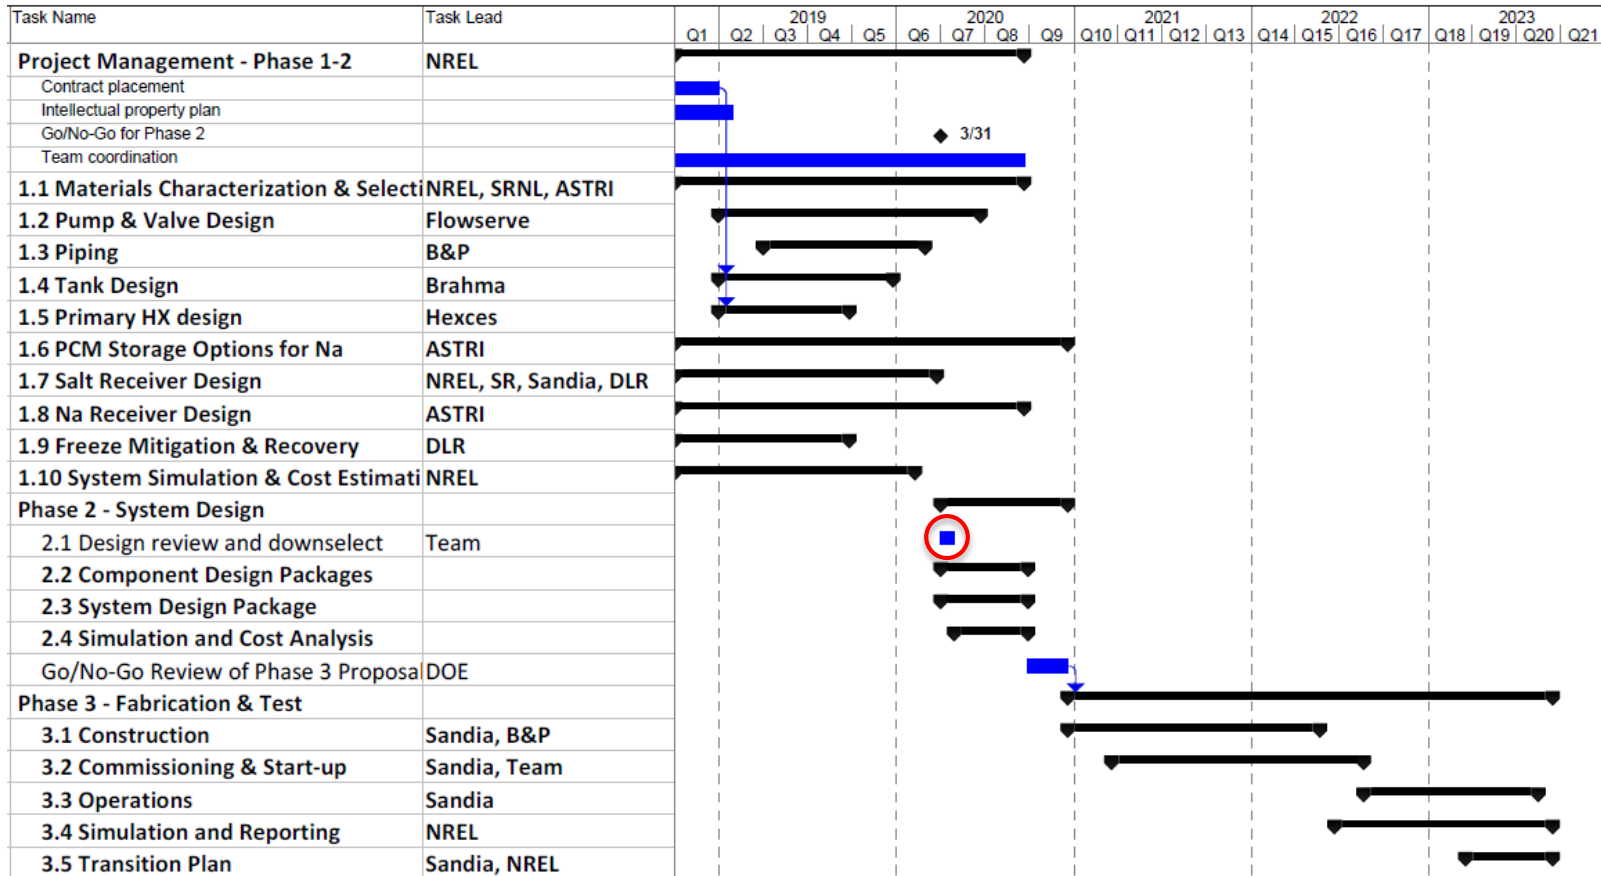 Task Name Task Lead 2019 2020 2021 2022 2023
Q1 Q2 Q3 Q4 Q5 Q6 Q7 Q8 Q9 Q10 Q11 Q12 Q13 Q14 Q15 Q16 Q17 Q18 Q19 Q20 Q21
Project Management - Phase 1-2 NREL
Contract placement
Intellectual property plan
Go/No-Go for Phase 2 3/31
Team coordination
1.1 Materials Characterization & Selecti NREL, SRNL, ASTRI
1.2 Pump & Valve Design Flowserve
1.3 Piping B&P
1.4 Tank Design Brahma
1.5 Primary HX design Hexces
1.6 PCM Storage Options for Na ASTRI
1.7 Salt Receiver Design NREL, SR, Sandia, DLR
1.8 Na Receiver Design ASTRI
1.9 Freeze Mitigation & Recovery DLR
1.10 System Simulation & Cost Estimati NREL
Phase 2 - System Design
2.1 Design review and downselect Team
2.2 Component Design Packages
2.3 System Design Package
2.4 Simulation and Cost Analysis
Go/No-Go Review of Phase 3 Proposal DOE
Phase 3 - Fabrication & Test
3.1 Construction Sandia, B&P
3.2 Commissioning & Start-up Sandia, Team
3.3 Operations Sandia
3.4 Simulation and Reporting NREL
3.5 Transition Plan Sandia, NREL